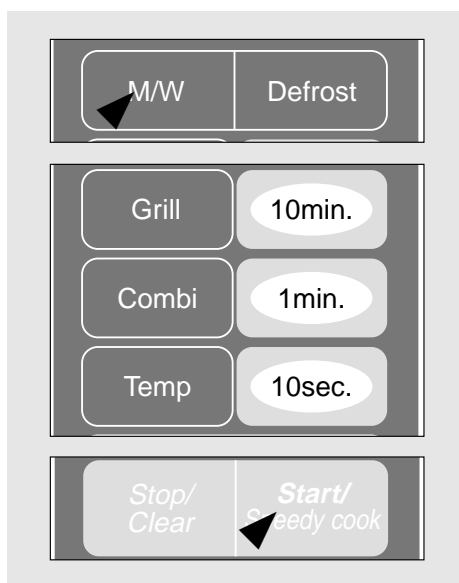 M/W Defrost
Grill 10min.
Combi 1min.
Temp 10sec.
Stop/ Start/
Clear Speedy cook